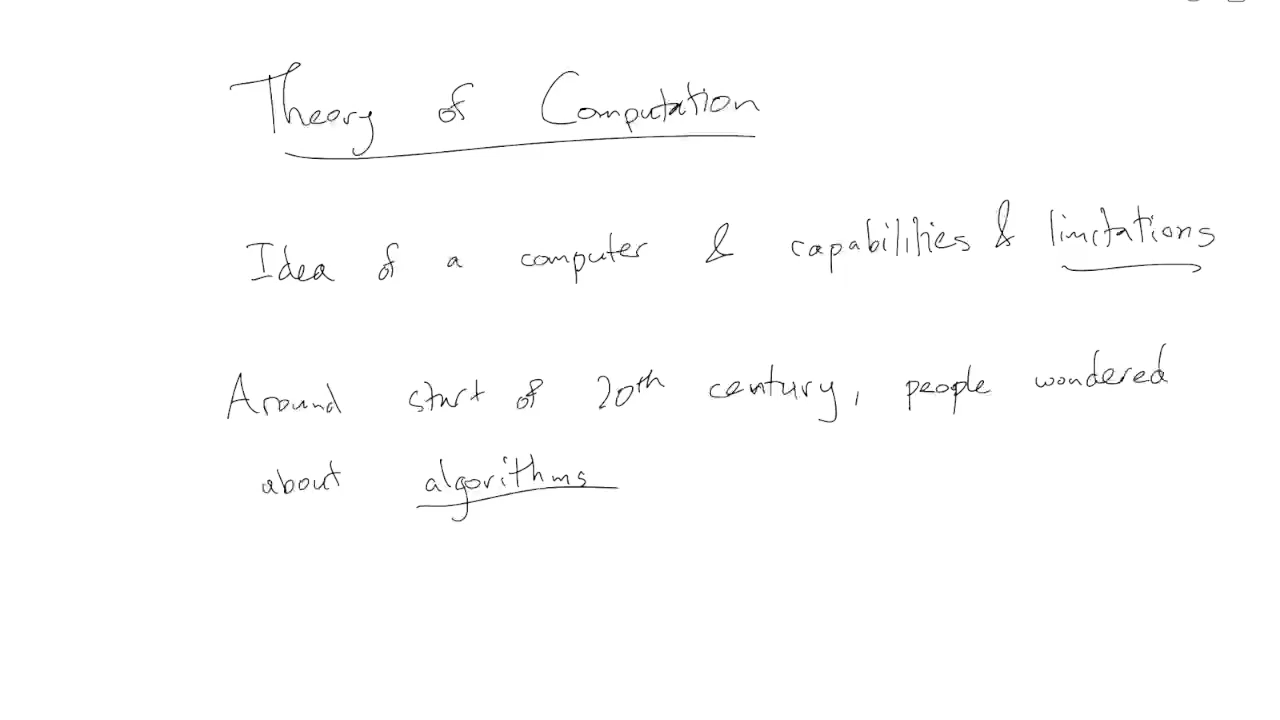 Theory of Computation
Idea of a computer & capabilities & limitations
Around start of 20th century, people wondered
about algorithms